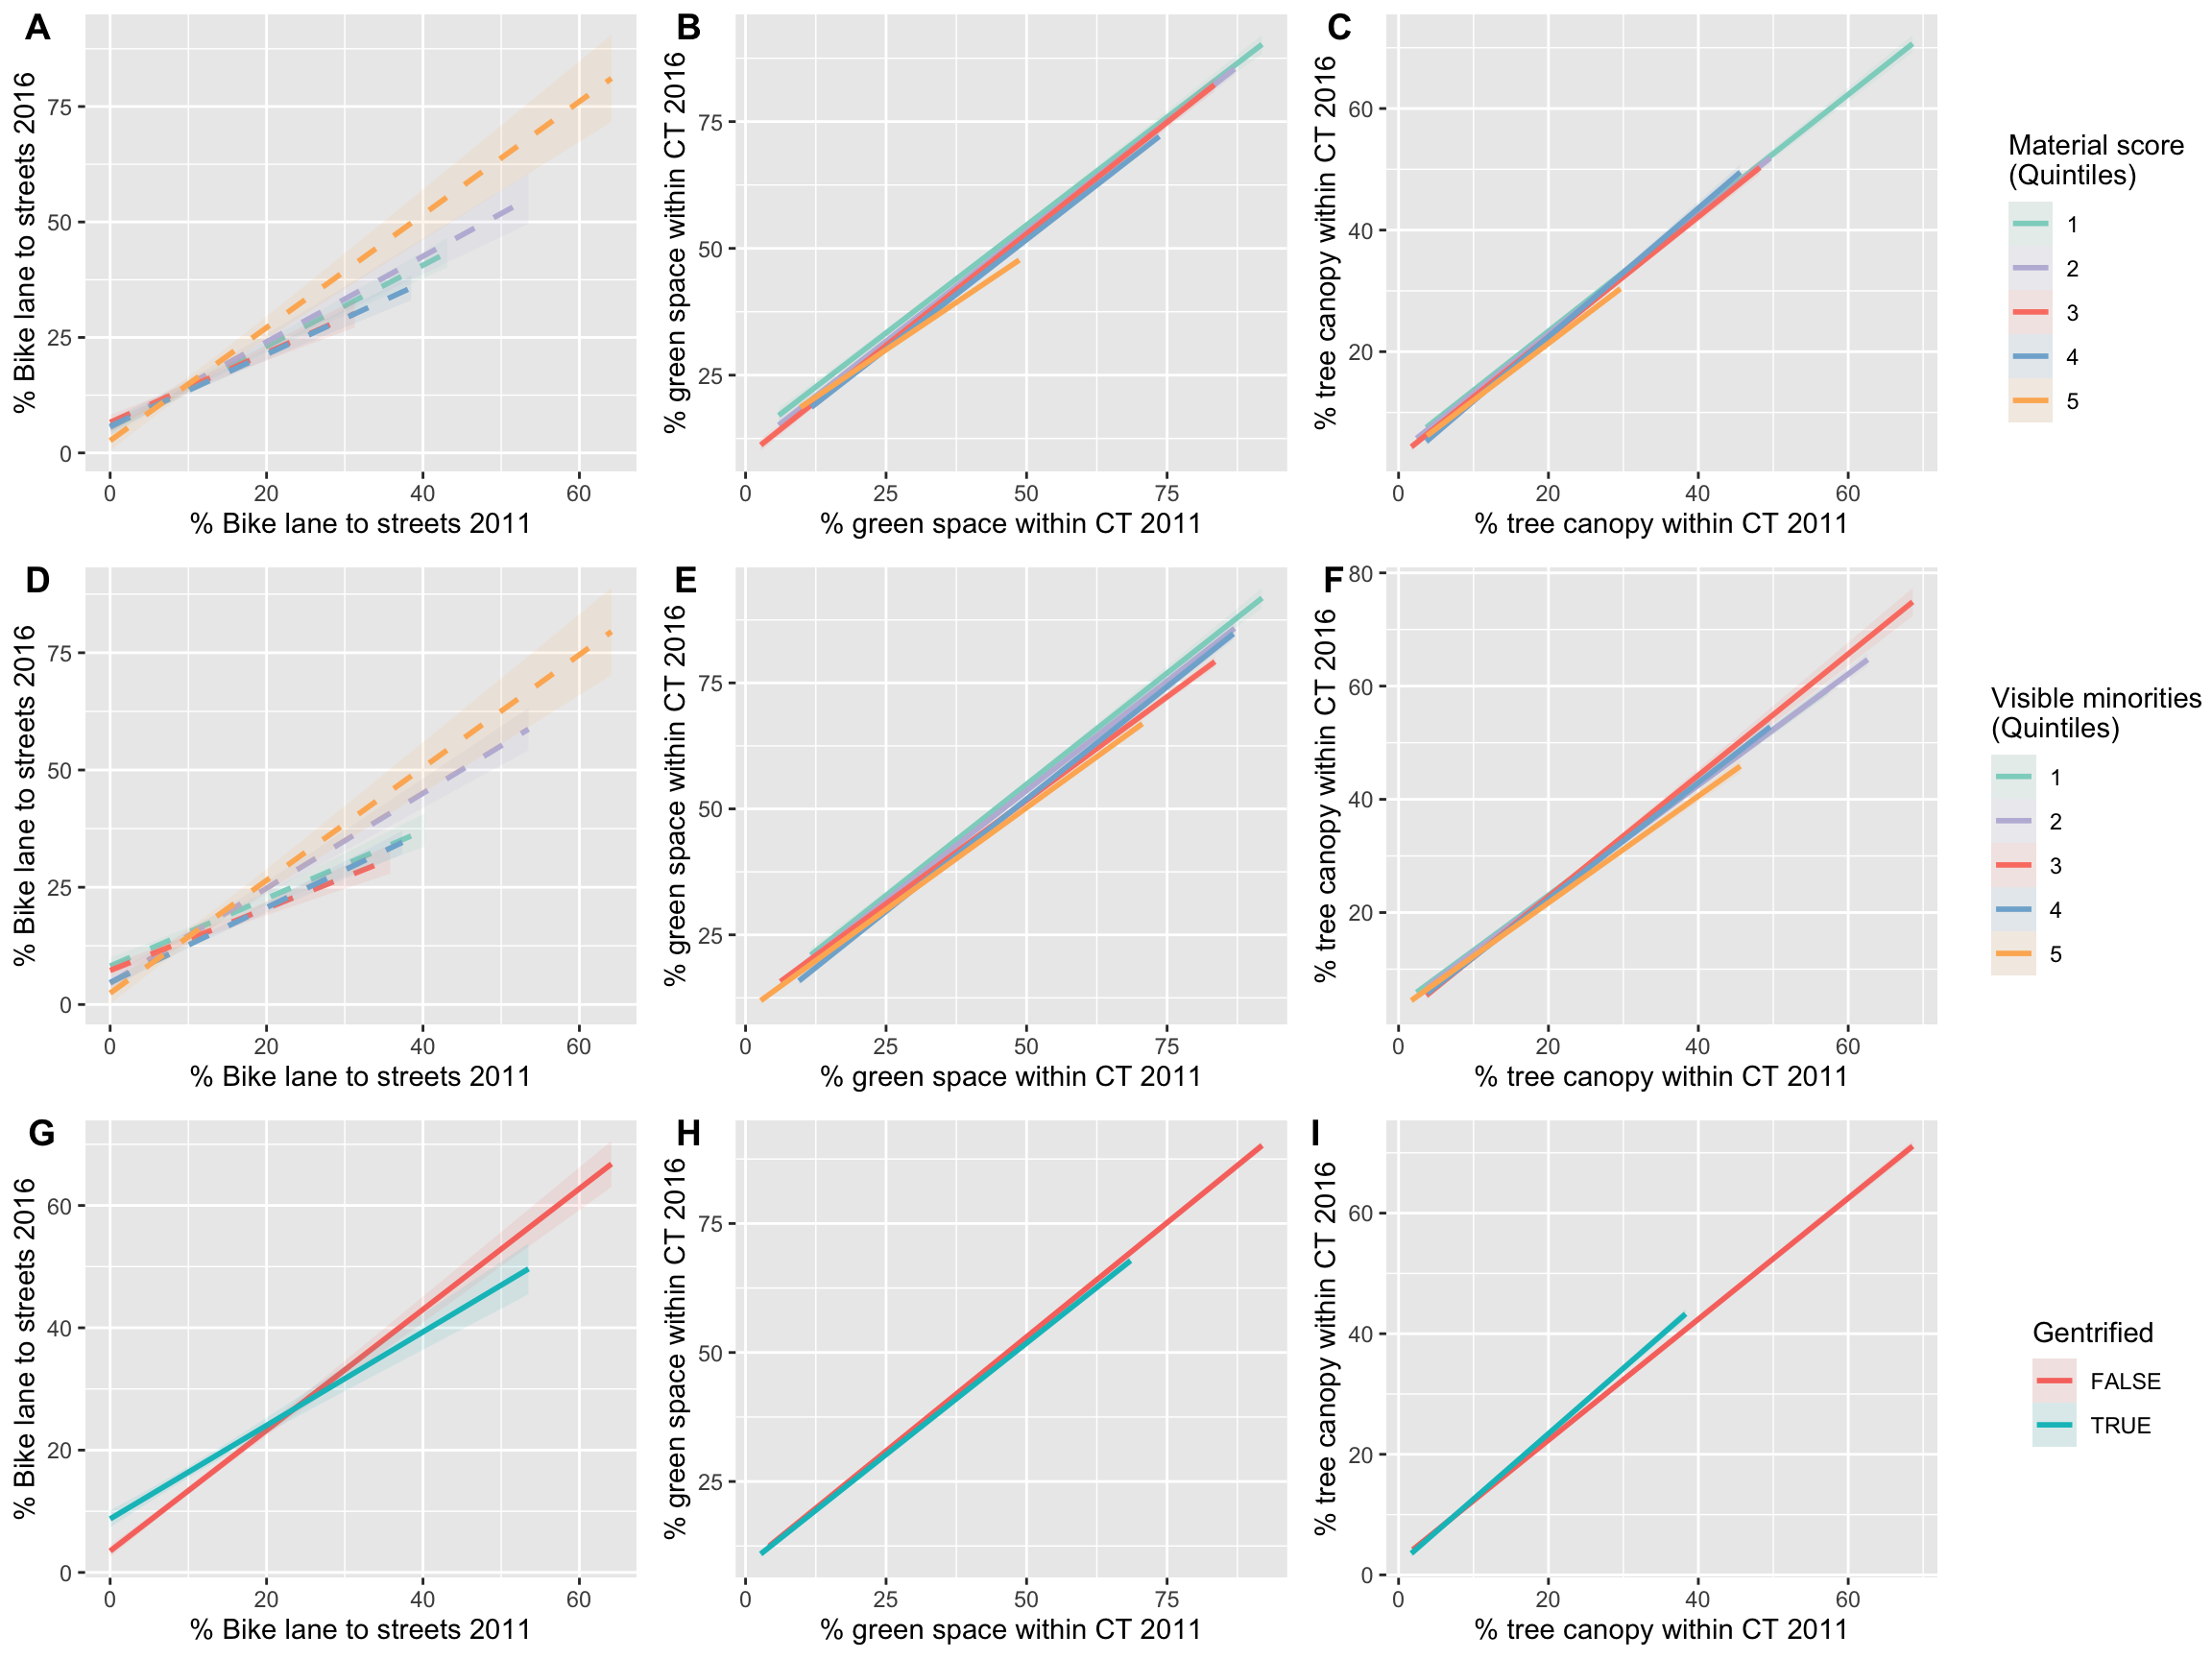 A
% Bike lane to streets 2016
75
50
25
0
0 20 40 60
% Bike lane to streets 2011
B
% green space within CT 2016
75
50
25
0 25 50 75
% green space within CT 2011
C
% tree canopy within CT 2016
60
40
20
0 20 40 60
% tree canopy within CT 2011
Material score
(Quintiles)
1
2
3
4
5
D
% Bike lane to streets 2016
75
50
25
0
0 20 40 60
% Bike lane to streets 2011
E
% green space within CT 2016
75
50
25
0 25 50 75
% green space within CT 2011
F
% tree canopy within CT 2016
80
60
40
20
0 20 40 60
% tree canopy within CT 2011
Visible minorities
(Quintiles)
1
2
3
4
5
G
% Bike lane to streets 2016
60
40
20
0
0 20 40 60
% Bike lane to streets 2011
H
% green space within CT 2016
75
50
25
0 25 50 75
% green space within CT 2011
I
% tree canopy within CT 2016
60
40
20
0
0 20 40 60
% tree canopy within CT 2011
Gentrified
FALSE
TRUE